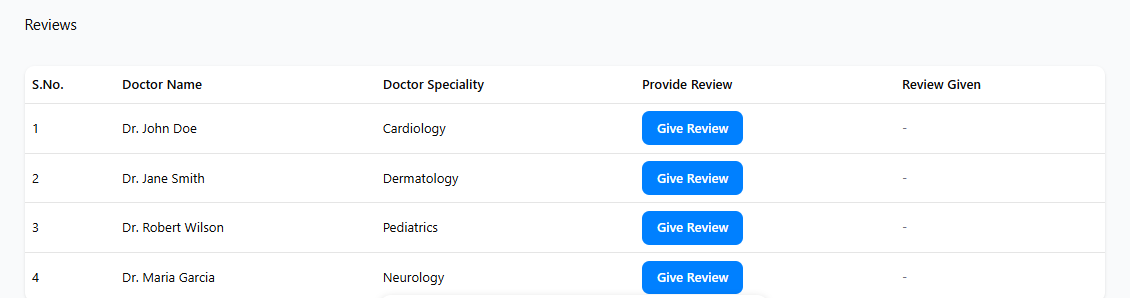 Reviews
S.No. Doctor Name Doctor Speciality Provide Review Review Given
1 Dr. John Doe Cardiology Give Review -
2 Dr. Jane Smith Dermatology Give Review -
3 Dr. Robert Wilson Pediatrics Give Review -
4 Dr. Maria Garcia Neurology Give Review -